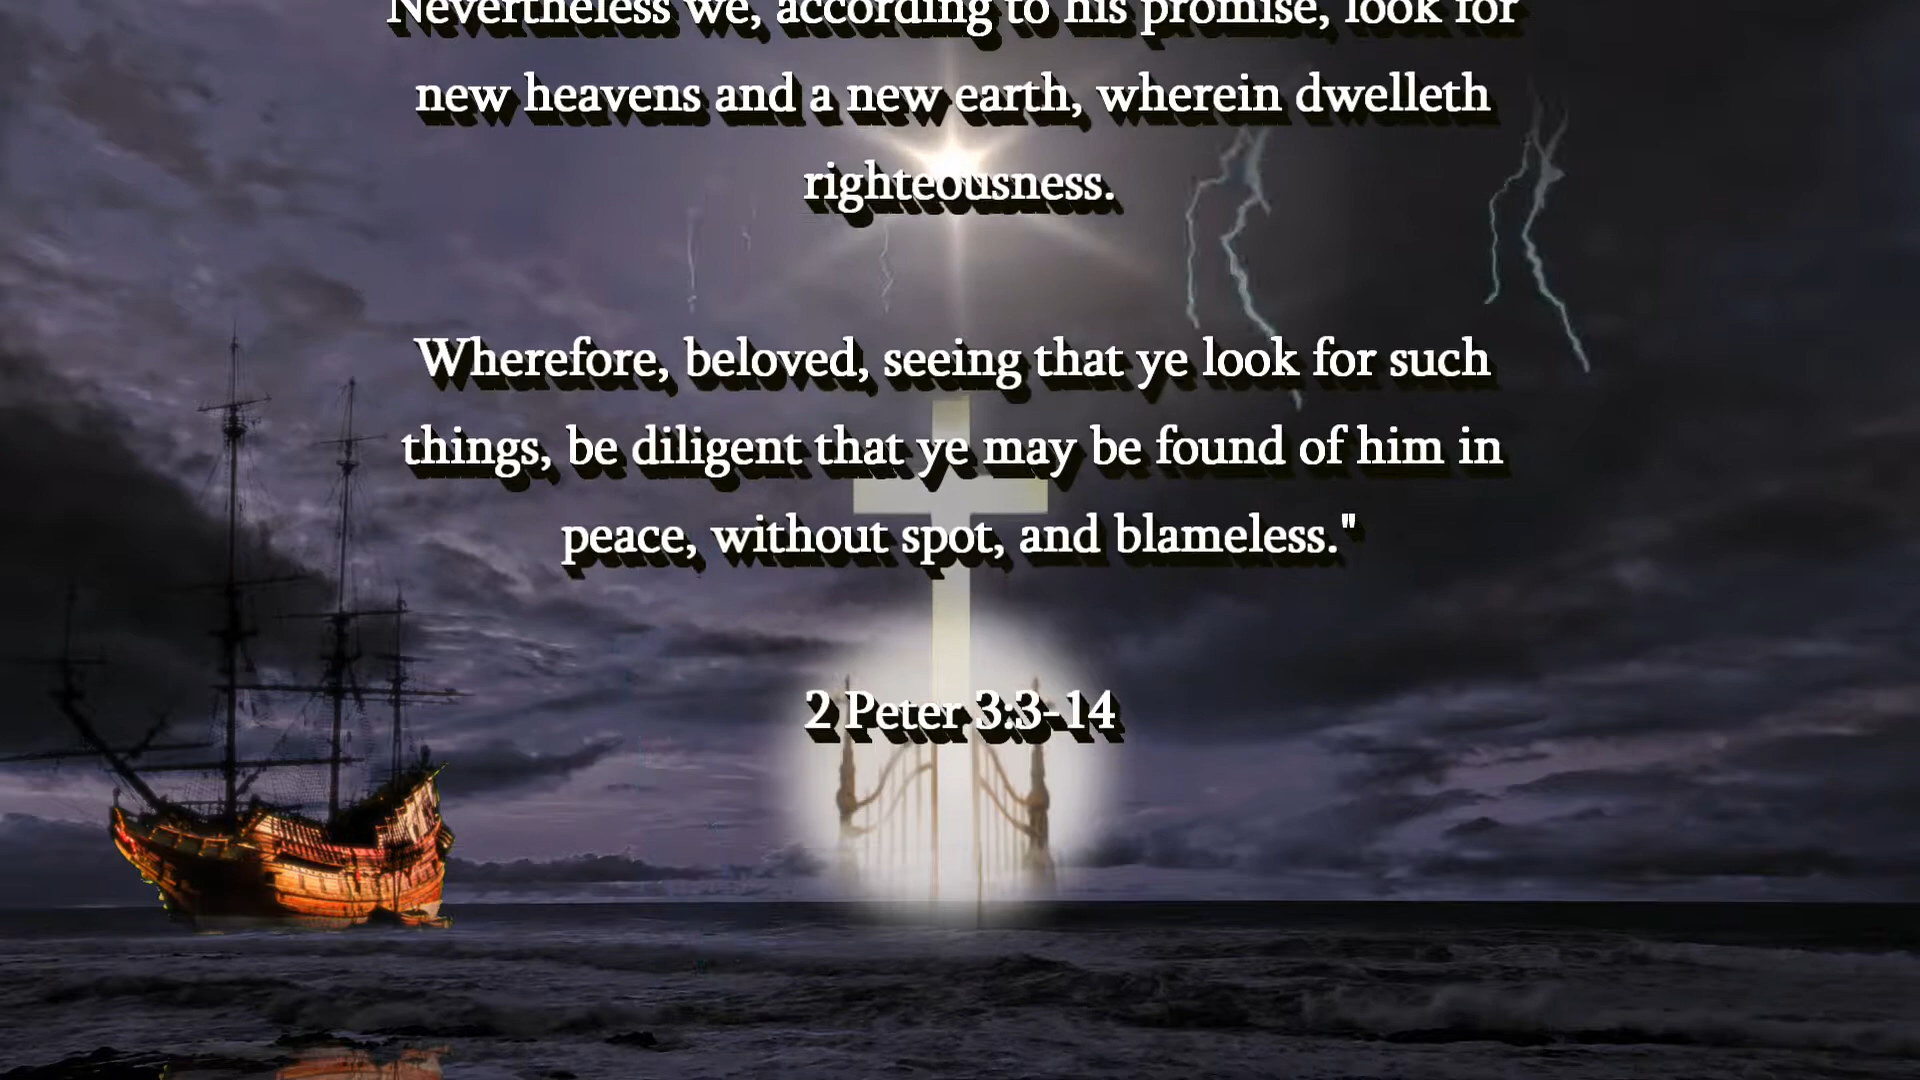 Nevertheless we, according to his promise, look for
new heavens and a new earth, wherein dwelleth
righteousness.
Wherefore, beloved, seeing that ye look for such
things, be diligent that ye may be found of him in
peace, without spot, and blameless."
2 Peter 3:3-14